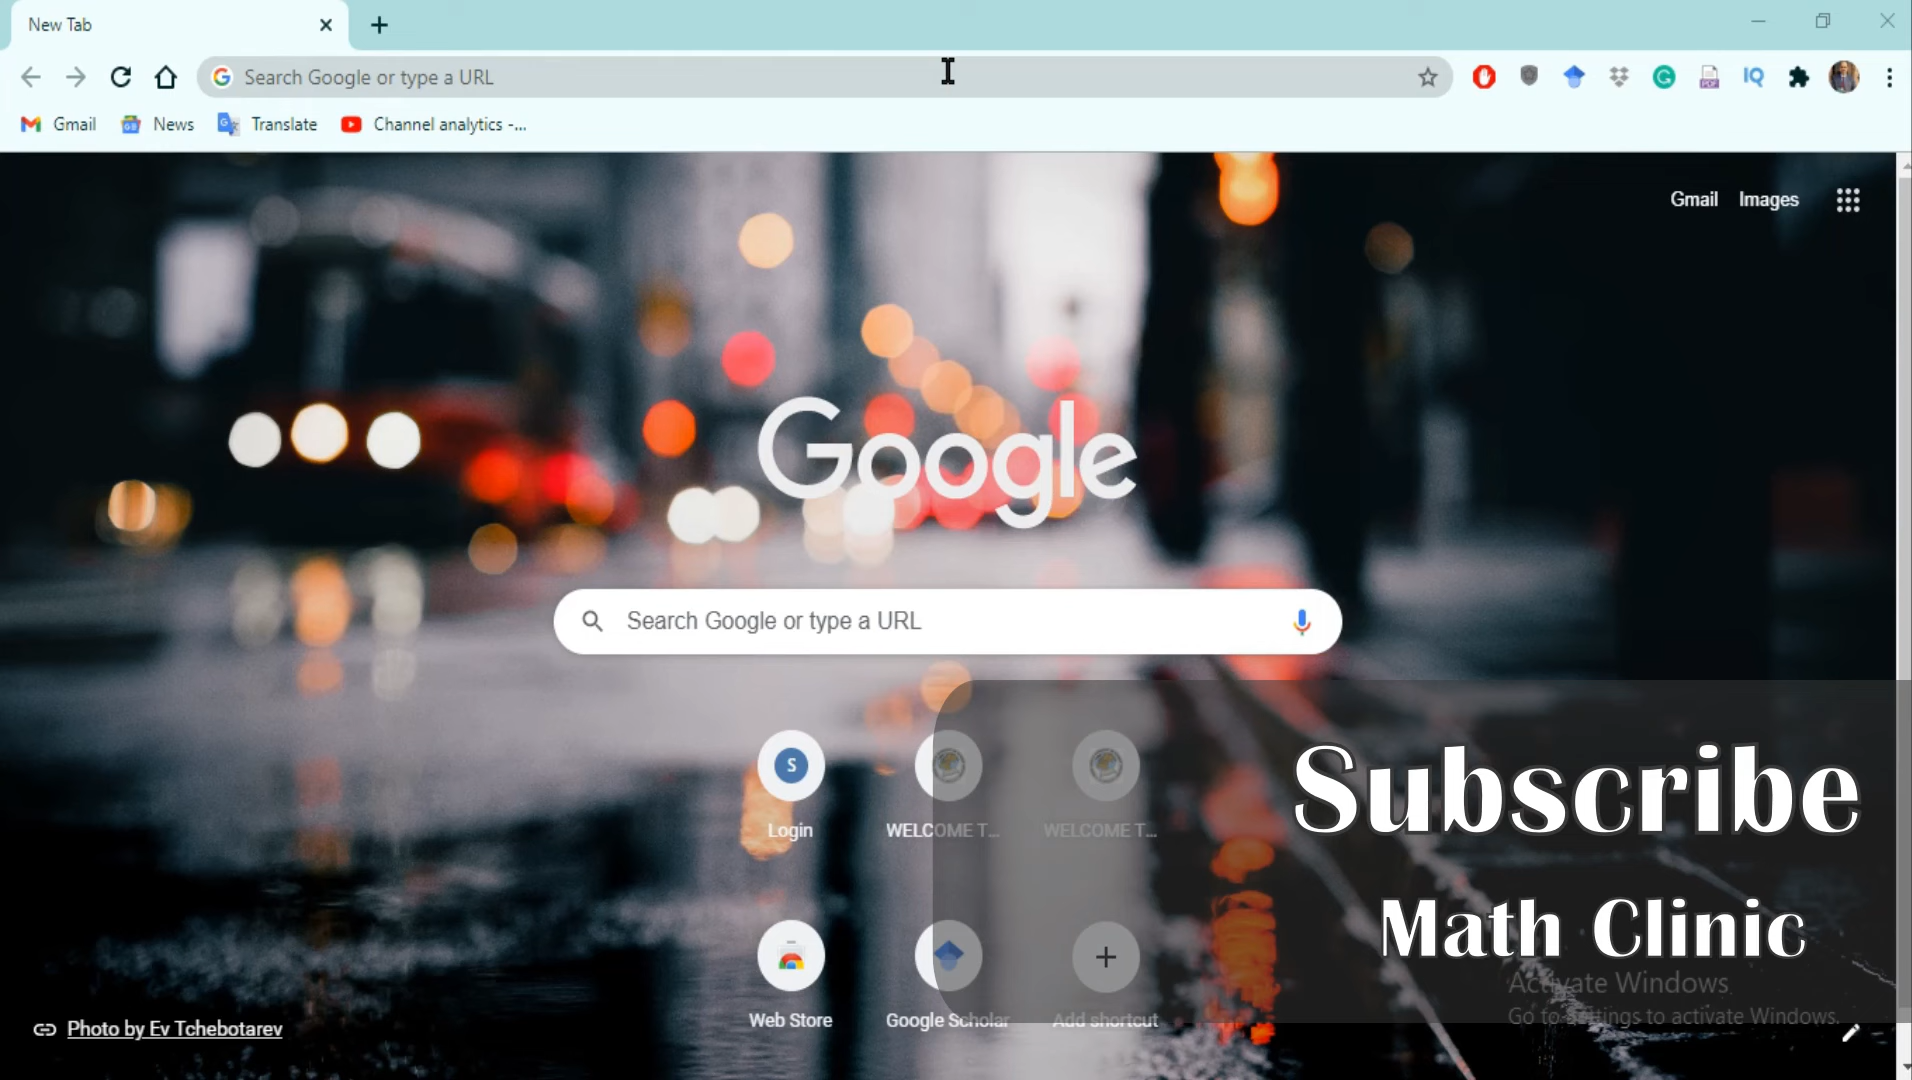 New Tab
Search Google or type a URL
Gmail
News
Translate
Channel analytics -...
Gmail
Images
Google
Search Google or type a URL
Login
WELCOME T...
WELCOME T...
Web Store
Google Scholar
Add shortcut
Subscribe
Math Clinic
Activate Windows
Go to Settings to activate Windows.
Photo by Ev Tchebotarev